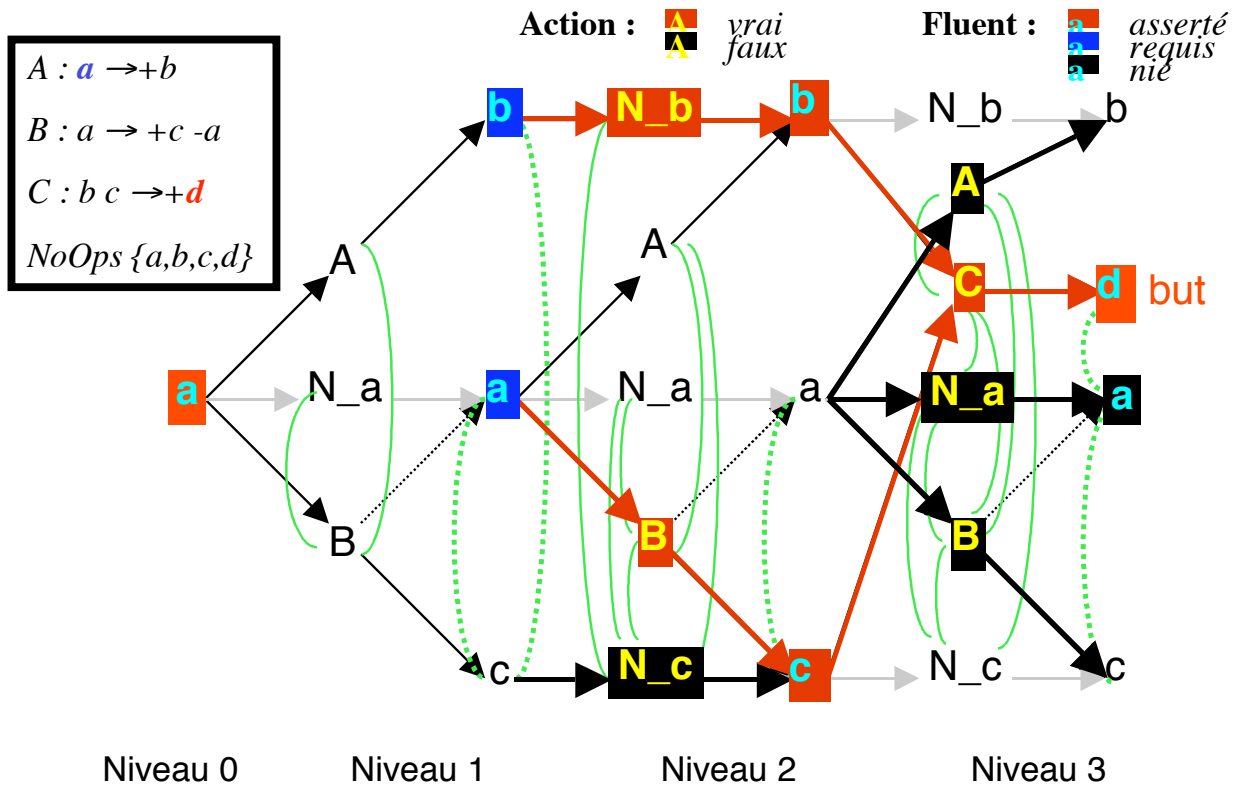 Action : A vrai
A faux
Fluent : a asserté
a requis
a nié
A : a →+b
B : a → +c -a
C : b c →+d
NoOps {a,b,c,d}
b N_b b N_b b
A A A
C d but
a N_a a N_a a N_a a
B B B
c N_c c N_c c
Niveau 0 Niveau 1 Niveau 2 Niveau 3